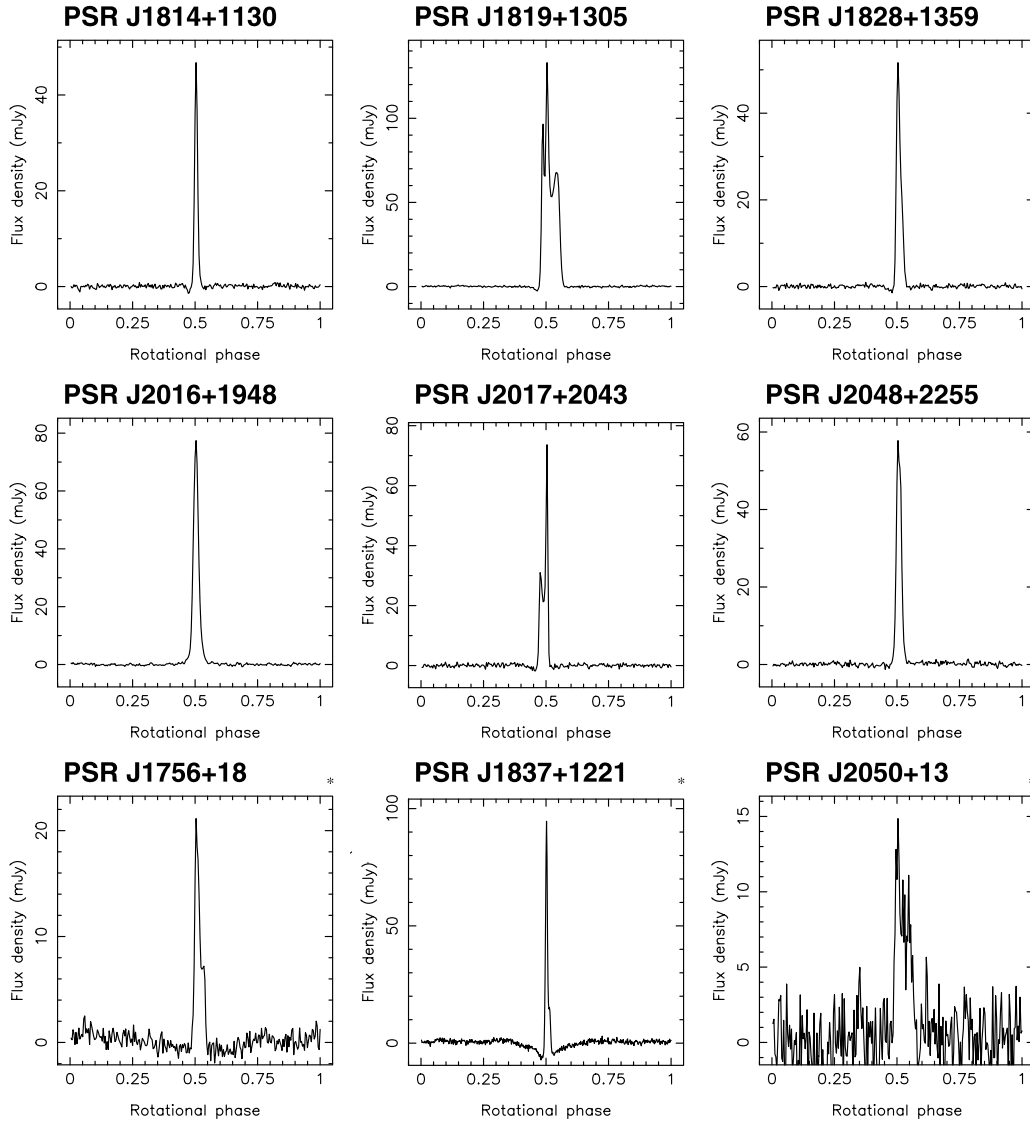 PSR J1814+1130 PSR J1819+1305 PSR J1828+1359
Flux density (mJy) Flux density (mJy) Flux density (mJy)
40 100 40
20 50 20
0 0 0
0 0.25 0.5 0.75 1 0 0.25 0.5 0.75 1 0 0.25 0.5 0.75 1
Rotational phase Rotational phase Rotational phase
PSR J2016+1948 PSR J2017+2043 PSR J2048+2255
Flux density (mJy) Flux density (mJy) Flux density (mJy)
80 80 60
60 60 40
40 40 20
20 20 0
0 0
0 0.25 0.5 0.75 1 0 0.25 0.5 0.75 1 0 0.25 0.5 0.75 1
Rotational phase Rotational phase Rotational phase
PSR J1756+18 * PSR J1837+1221 * PSR J2050+13
Flux density (mJy) Flux density (mJy) Flux density (mJy)
20 100 15
10 50 10
0 0 5
0
0 0.25 0.5 0.75 1 0 0.25 0.5 0.75 1 0 0.25 0.5 0.75 1
Rotational phase Rotational phase Rotational phase